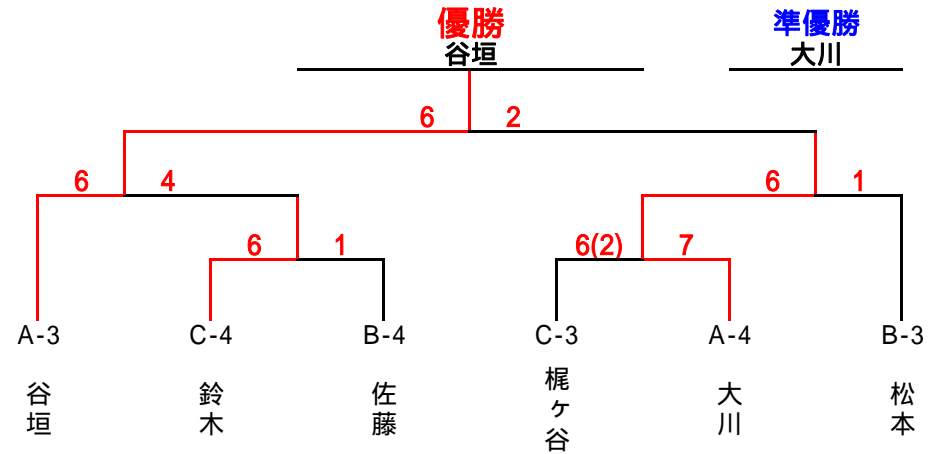 優勝 準優勝
谷垣 大川
6 2
6 4 6 1
6 1 6(2) 7
A-3 C-4 B-4 C-3 A-4 B-3
谷垣 鈴木 佐藤 梶ヶ谷 大川 松本